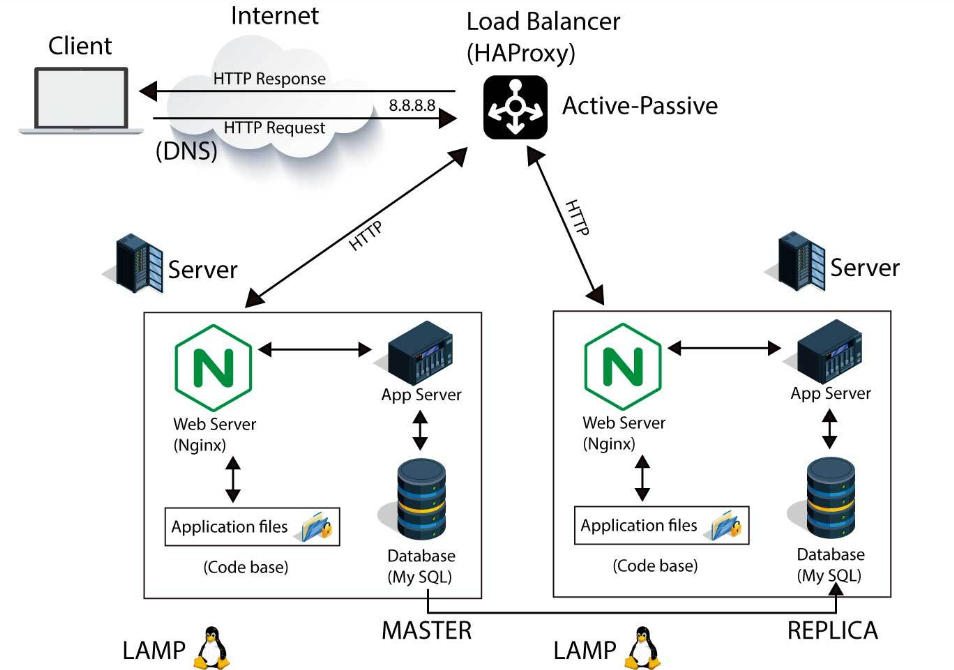 Internet
Client
Load Balancer
(HAProxy)
HTTP Response
8.8.8.8
Active-Passive
HTTP Request
(DNS)
HTTP
HTTP
Server
Server
N
App Server
Web Server
(Nginx)
Application files
(Code base)
Database
(My SQL)
N
App Server
Web Server
(Nginx)
Application files
(Code base)
Database
(My SQL)
MASTER
REPLICA
LAMP
LAMP